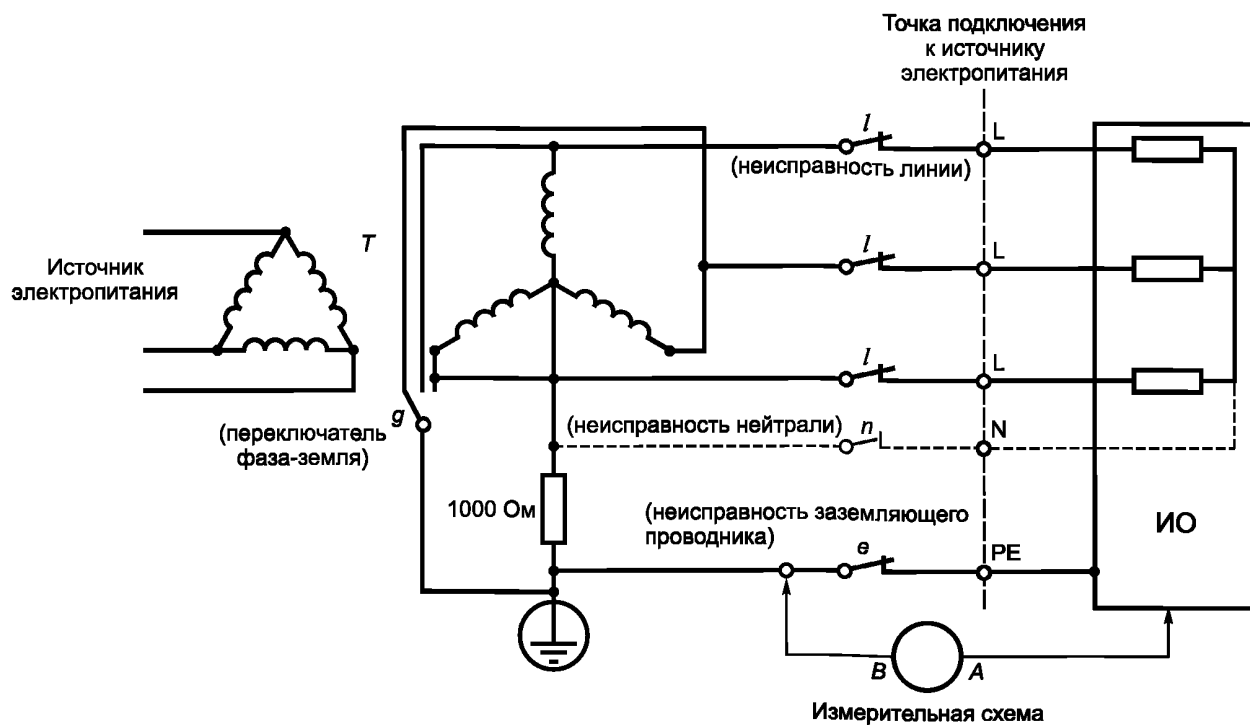 Точка подключения
к источнику
электропитания
l
L
(неисправность линии)
T
Источник
электропитания
l
L
l
L
g
(переключатель
фаза-земля)
(неисправность нейтрали)
n
N
1000 Ом
(неисправность заземляющего
проводника)
e
PE
ИО
B
A
Измерительная схема